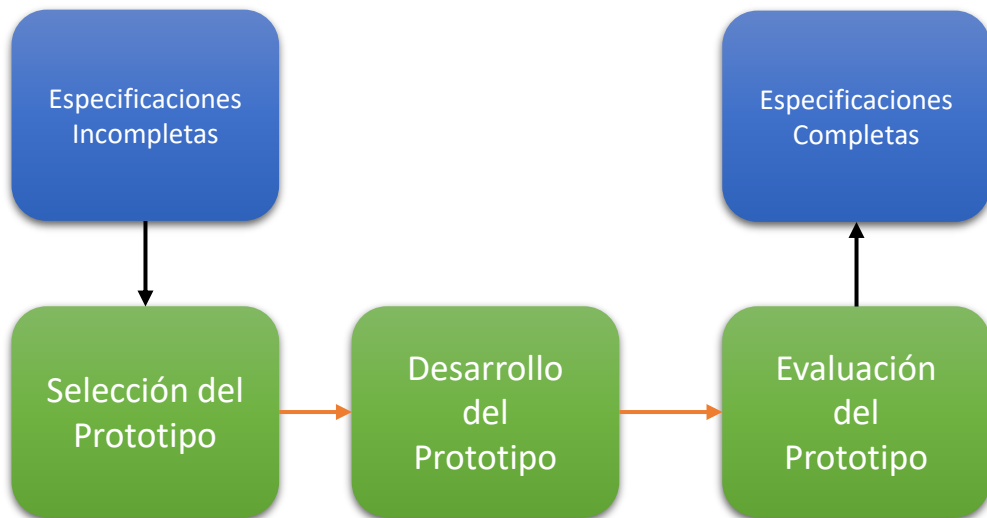 Especificaciones
Incompletas
Especificaciones
Completas
Selección del
Prototipo
Desarrollo
del
Prototipo
Evaluación
del
Prototipo